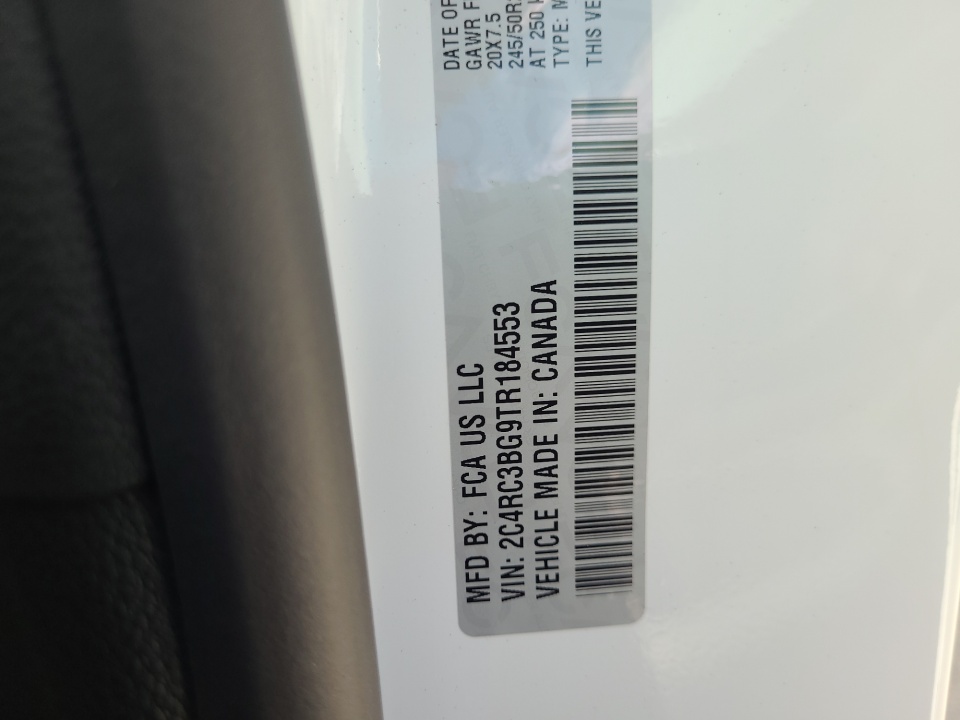 MFD BY: FCA US LLC
VIN: 2C4RC3BG9TR184553
VEHICLE MADE IN: CANADA
DATE OF
GAWR F
20X7.5
245/50R
AT 250
TYPE: M
THIS VE